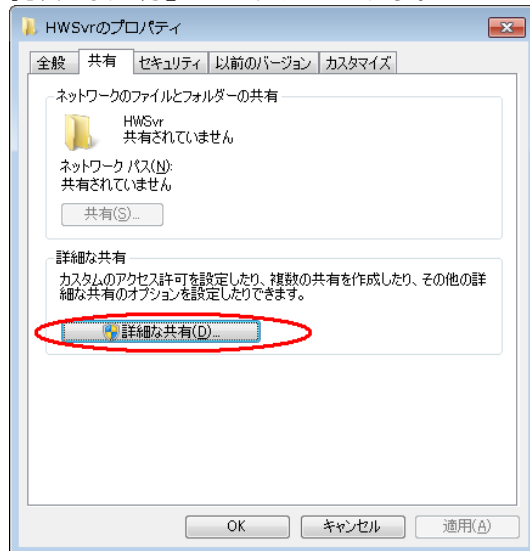 HWSvrのプロパティ
全般 共有 セキュリティ 以前のバージョン カスタマイズ
ネットワークのファイルとフォルダーの共有
HWSvr
共有されていません
ネットワーク パス(N):
共有されていません
共有(S)...
詳細な共有
カスタムのアクセス許可を設定したり、複数の共有を作成したり、その他の詳
細な共有のオプションを設定したりできます。
詳細な共有(D)...
OK キャンセル 適用(A)